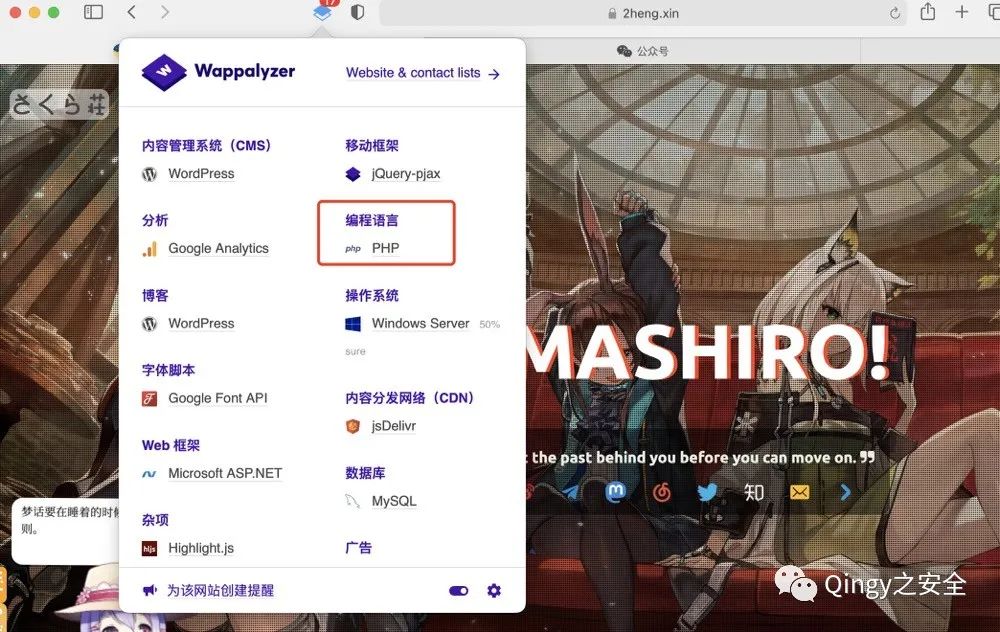 17
2heng.xin
公众号
さくら荘
Wappalyzer
Website & contact lists →
内容管理系统（CMS）
WordPress
分析
Google Analytics
博客
WordPress
字体脚本
Google Font API
Web 框架
Microsoft ASP.NET
杂项
hljs Highlight.js
移动框架
jQuery-pjax
编程语言
php PHP
操作系统
Windows Server 50%
sure
内容分发网络（CDN）
jsDelivr
数据库
MySQL
广告
为该网站创建提醒
MASHIRO!
the past behind you before you can move on.
知
梦话要在睡着的时
则。
Qingy之安全